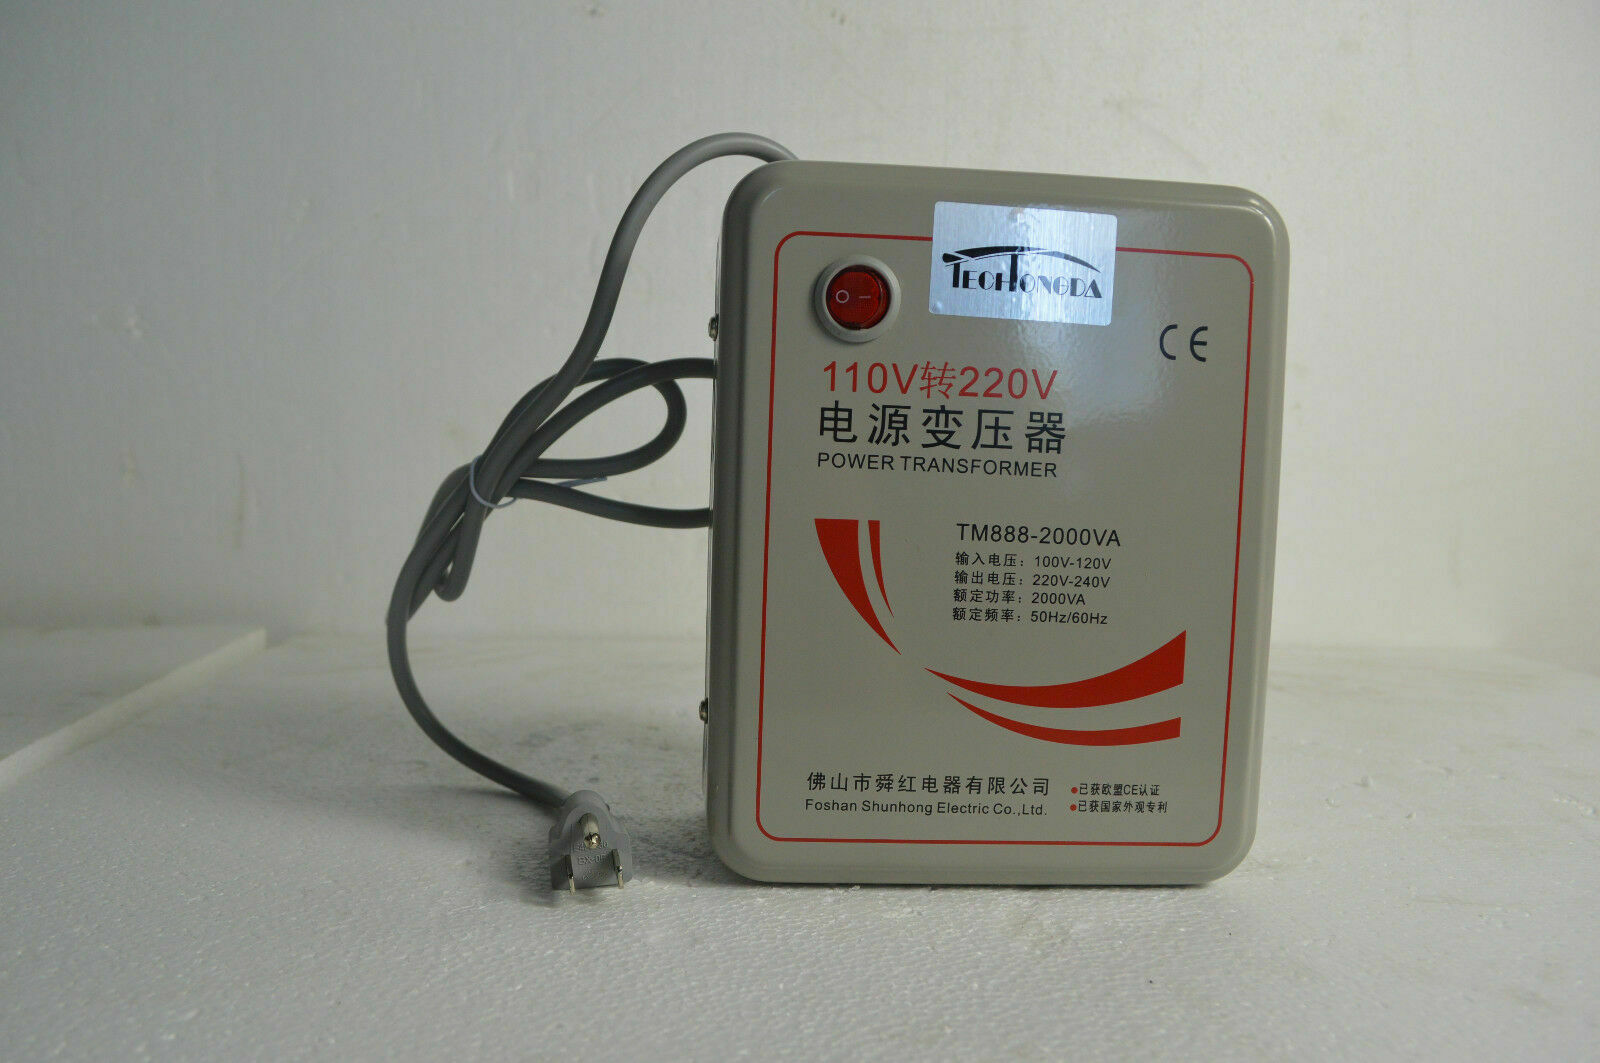 TECHTONGDA
CE
110V转220V
电源变压器
POWER TRANSFORMER
TM888-2000VA
输入电压：100V-120V
输出电压：220V-240V
额定功率：2000VA
额定频率：50Hz/60Hz
佛山市舜红电器有限公司
Foshan Shunhong Electric Co.,Ltd.
●已获欧盟CE认证
●已获国家外观专利